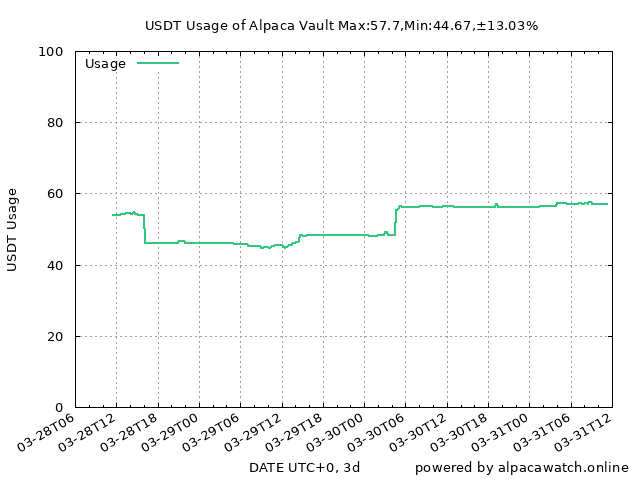 USDT Usage of Alpaca Vault Max:57.7,Min:44.67,±13.03%
Usage
100
80
60
40
20
0
USDT Usage
03-28T06
03-28T12
03-28T18
03-29T00
03-29T06
03-29T12
03-29T18
03-30T00
03-30T06
03-30T12
03-30T18
03-31T00
03-31T06
03-31T12
DATE UTC+0, 3d
powered by alpacawatch.online